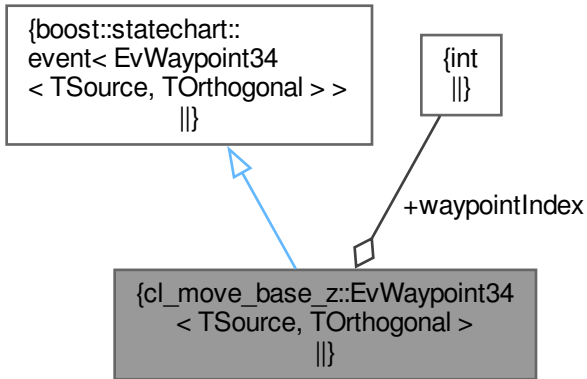 {boost::statechart::
event< EvWaypoint34
< TSource, TOrthogonal > >
||}
{int
||}
+waypointIndex
{cl_move_base_z::EvWaypoint34
< TSource, TOrthogonal >
||}